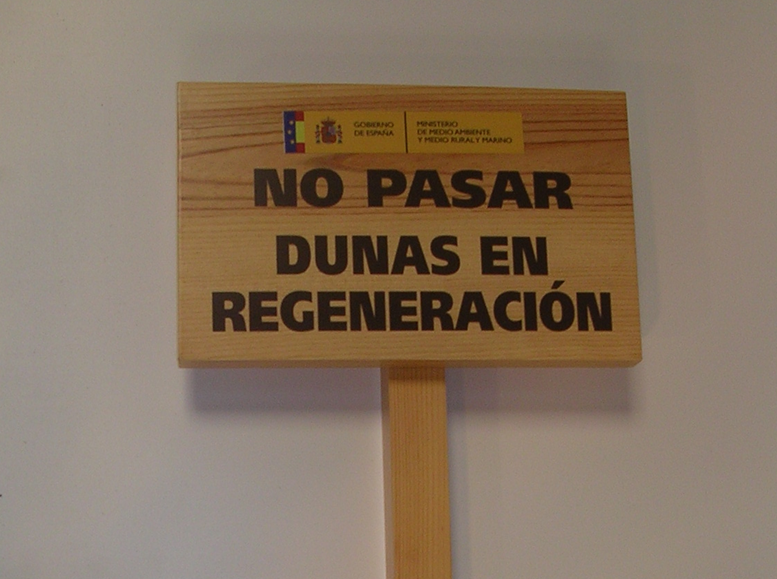 GOBIERNO
DE ESPAÑA
MINISTERIO
DE MEDIO AMBIENTE
Y MEDIO RURAL Y MARINO
NO PASAR
DUNAS EN
REGENERACIÓN